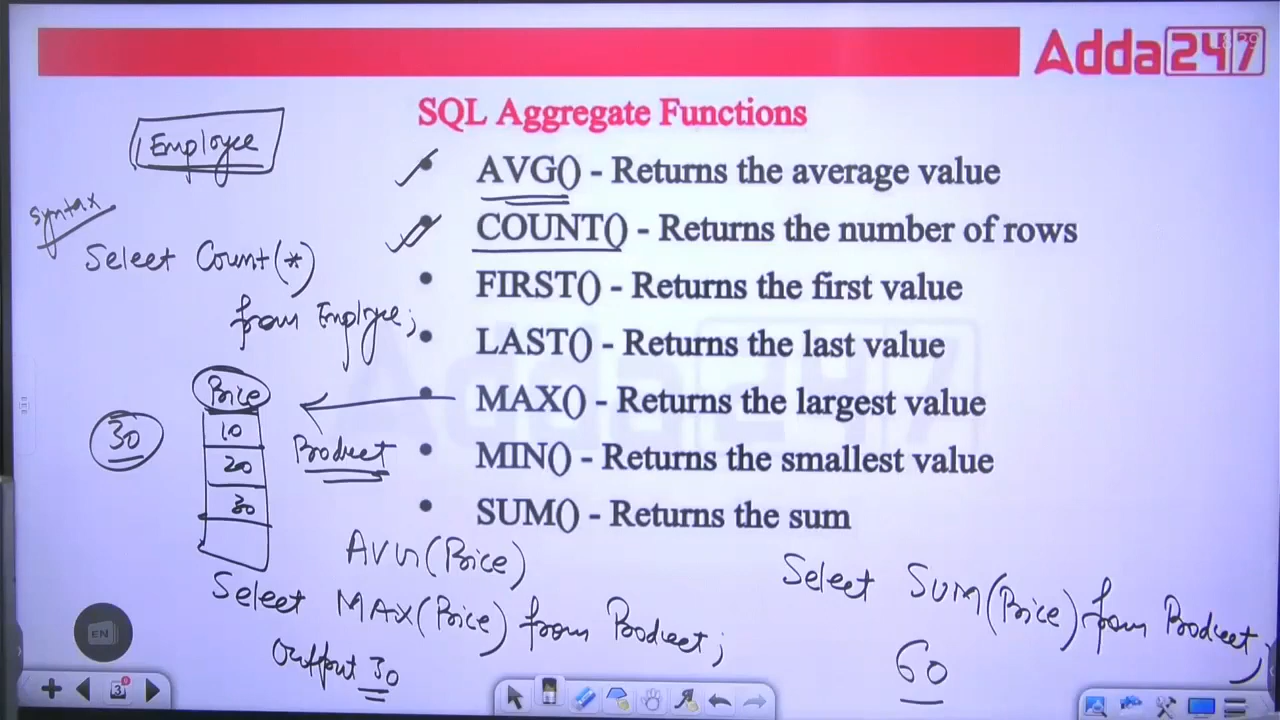 Adda247
8:29
SQL Aggregate Functions
Employee
• AVG() - Returns the average value
syntax
• COUNT() - Returns the number of rows
Select Count(*)
from Employee;
• FIRST() - Returns the first value
• LAST() - Returns the last value
• MAX() - Returns the largest value
• MIN() - Returns the smallest value
• SUM() - Returns the sum
Price
10
20
30
30
Product
AVG(Price)
Select MAX(Price) from Product;
Output 30
Select SUM(Price) from Product;
60
EN
3